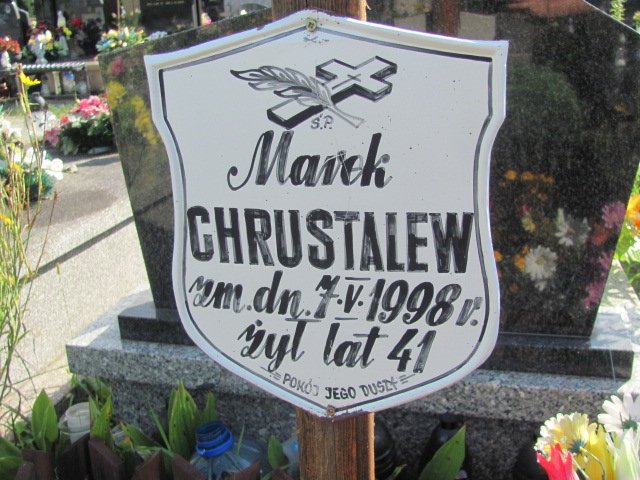 Ś.P.
Marek
CHRUSTALEW
zm. dn. 7.V.1998 r.
żył lat 41
POKÓJ JEGO DUSZY